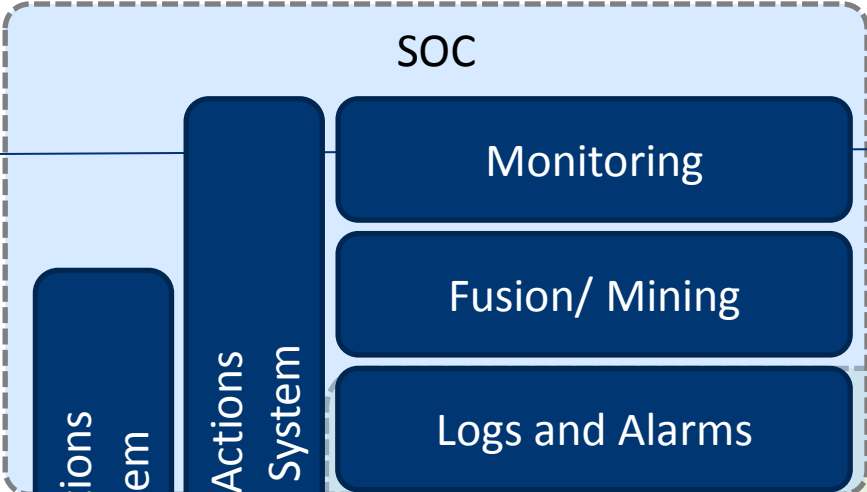 SOC
Monitoring
Fusion/ Mining
Logs and Alarms
Actions
System